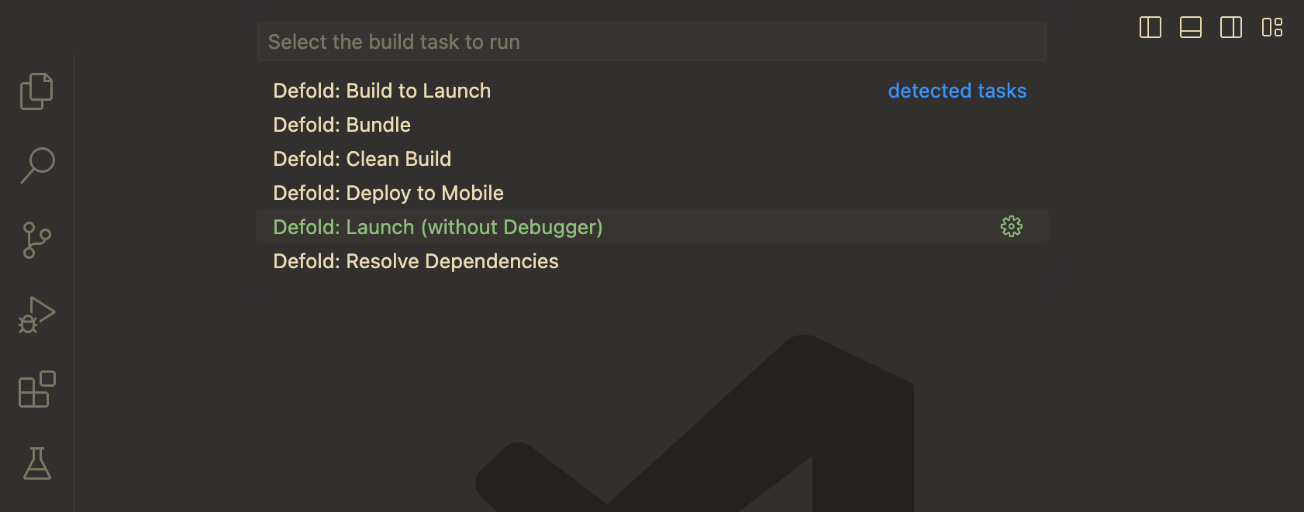 Select the build task to run
Defold: Build to Launch detected tasks
Defold: Bundle
Defold: Clean Build
Defold: Deploy to Mobile
Defold: Launch (without Debugger)
Defold: Resolve Dependencies